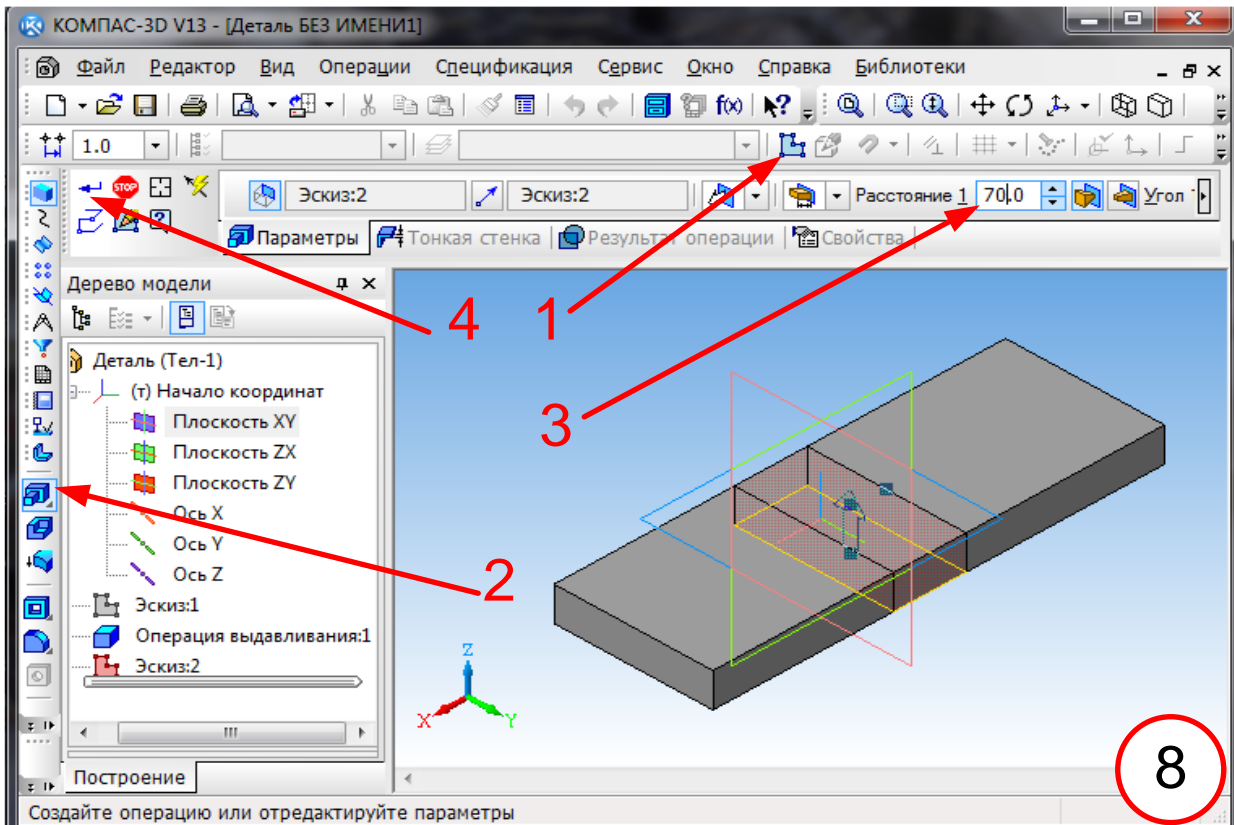 КОМПАС-3D V13 - [Деталь БЕЗ ИМЕНИ1]
Файл Редактор Вид Операции Спецификация Сервис Окно Справка Библиотеки
f(x)
1.0
STOP Эскиз:2 Эскиз:2 Расстояние 1 70.0 Угол
Параметры Тонкая стенка Результат операции Свойства
Дерево модели
4 1
Деталь (Тел-1)
(т) Начало координат
3
Плоскость XY
Плоскость ZX
Плоскость ZY
Ось X
Ось Y
Ось Z
2
Эскиз:1
Операция выдавливания:1
Эскиз:2
Z
X Y
8
Построение
Создайте операцию или отредактируйте параметры